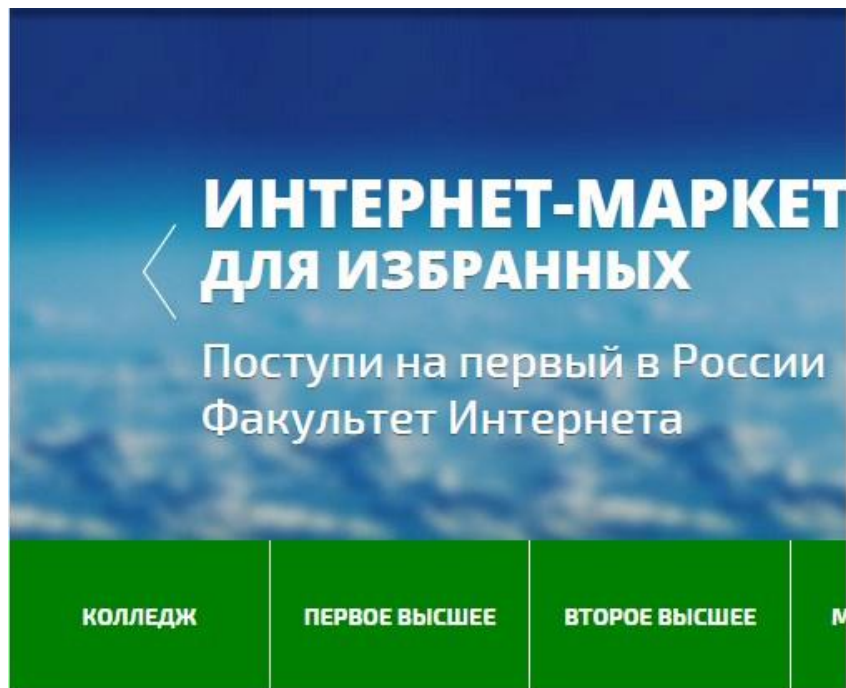 ИНТЕРНЕТ-МАРКЕТ
ДЛЯ ИЗБРАННЫХ
Поступи на первый в России
Факультет Интернета
КОЛЛЕДЖ ПЕРВОЕ ВЫСШЕЕ ВТОРОЕ ВЫСШЕЕ М